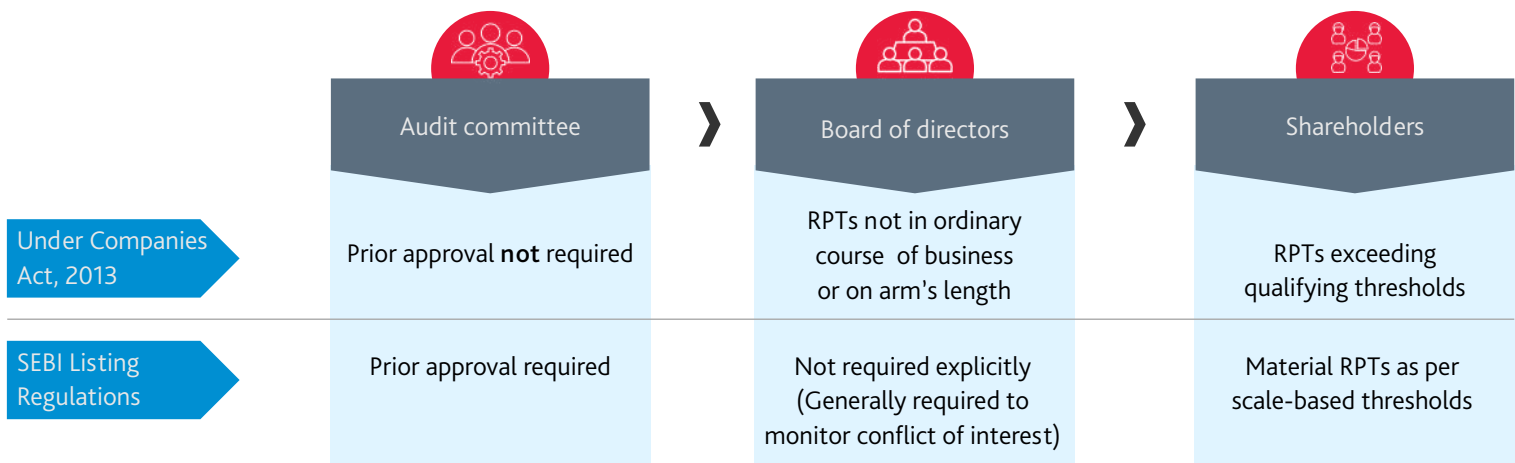 Audit committee
Board of directors
Shareholders
Under Companies
Act, 2013
Prior approval not required
RPTs not in ordinary
course of business
or on arm's length
RPTs exceeding
qualifying thresholds
SEBI Listing
Regulations
Prior approval required
Not required explicitly
(Generally required to
monitor conflict of interest)
Material RPTs as per
scale-based thresholds